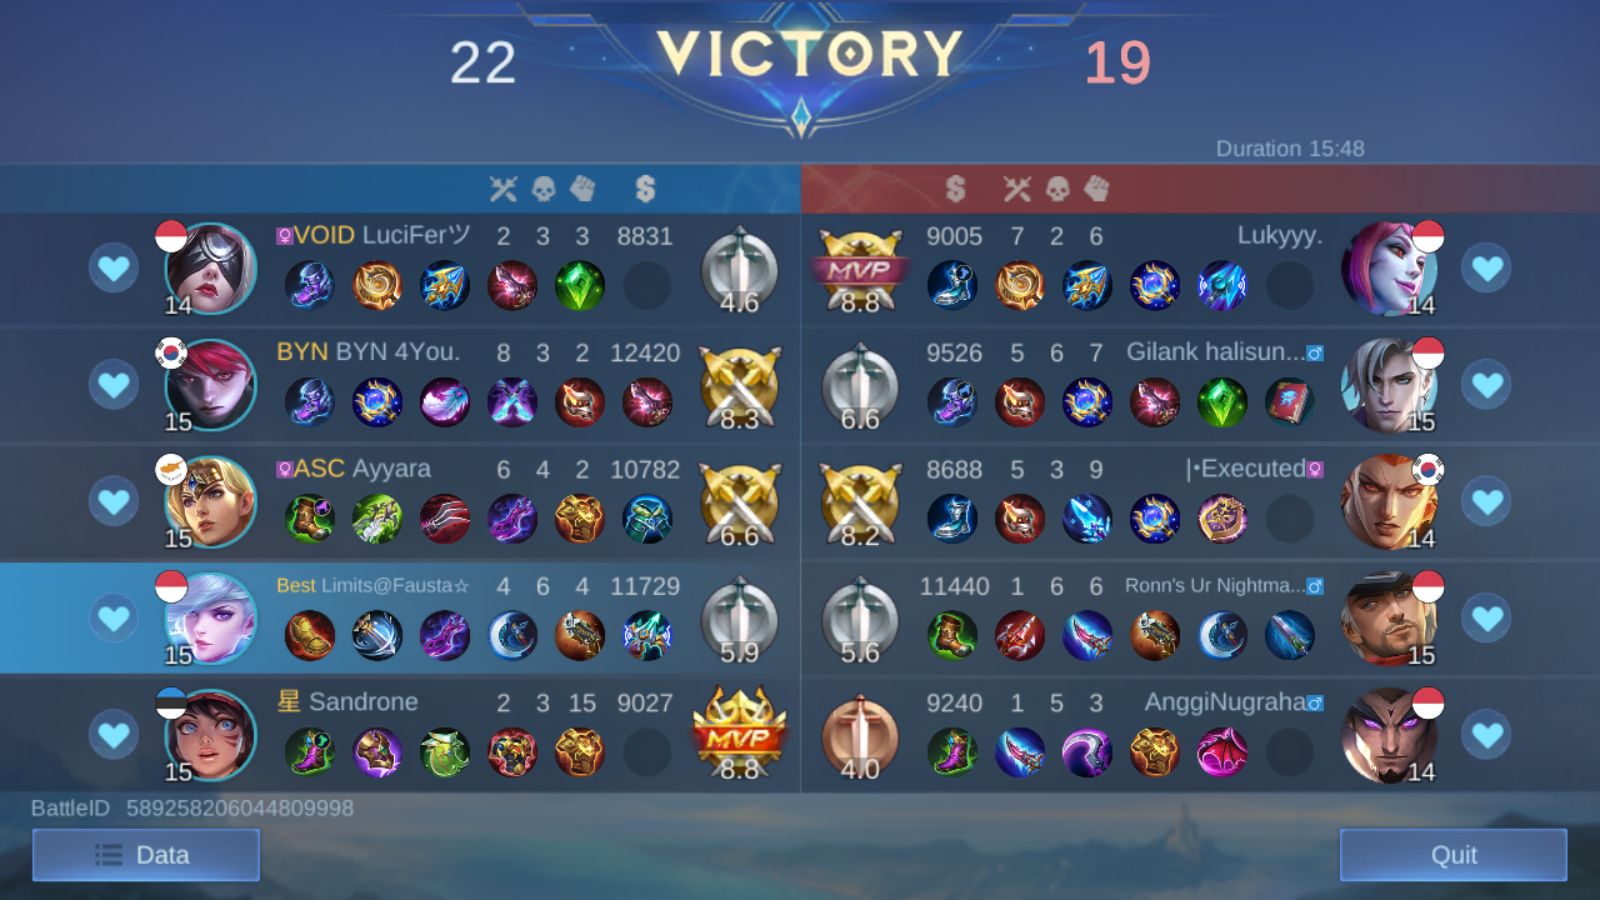 22 VICTORY 19
Duration 15:48
VOID LuciFerツ 2 3 3 8831
14 4.6
MVP 8.8 9005 7 2 6 Lukyyy.
14
BYN BYN 4You. 8 3 2 12420
15 8.3
6.6 9526 5 6 7 Gilank halisun...
15
ASC Ayyara 6 4 2 10782
15 6.6
8.2 8688 5 3 9 |•Executed
14
Best Limits@Fausta☆ 4 6 4 11729
15 5.9
5.6 11440 1 6 6 Ronn's Ur Nightma...
15
星 Sandrone 2 3 15 9027
15 MVP 8.8
4.0 9240 1 5 3 AnggiNugraha
14
BattleID 589258206044809998
Data
Quit